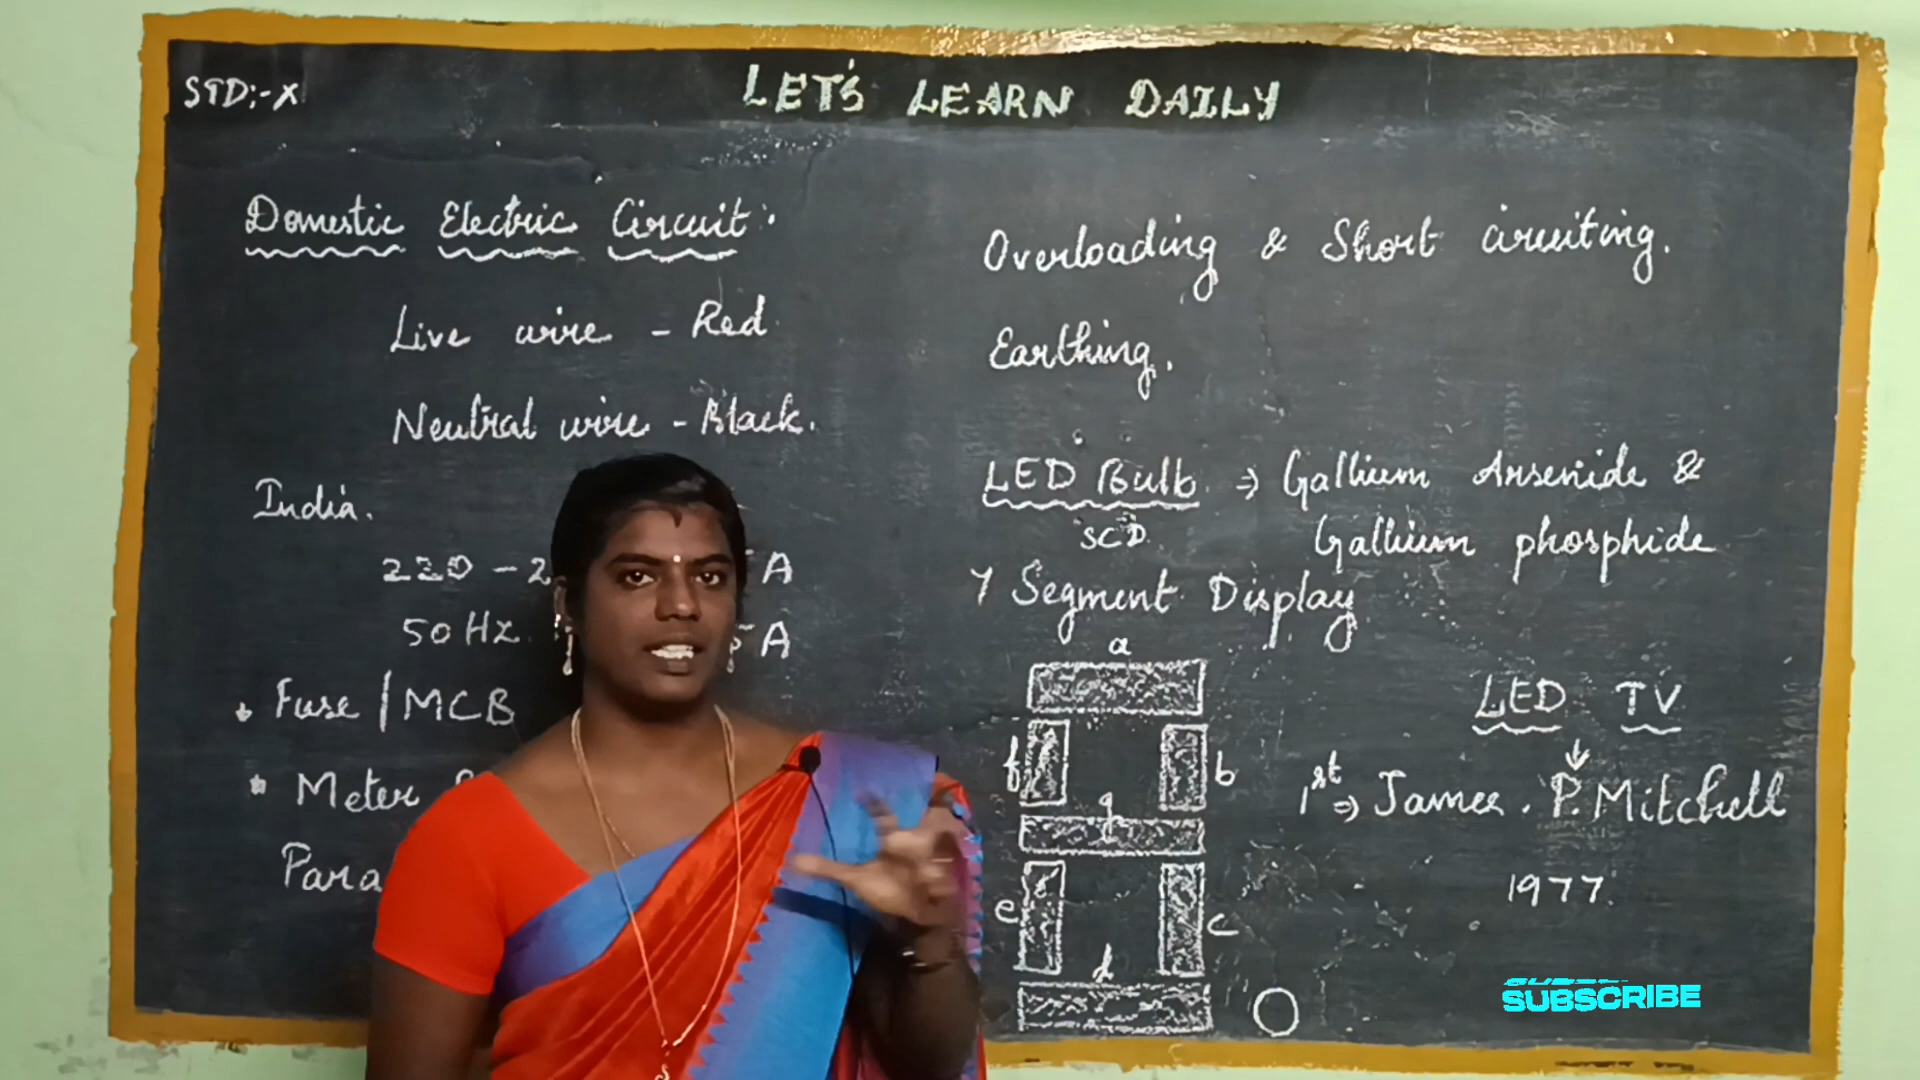 STD:-X
LET'S LEARN DAILY
Domestic Electric Circuit:
Live wire - Red
Neutral wire - Black.
India.
220 - 2
A
50 Hz
5 A
Fuse / MCB
* Meter
Para
Overloading & Short circuiting.
Earthing.
LED Bulb ⇒ Gallium Arsenide &
SCD
Gallium phosphide
7 Segment Display
a
f
b
g
e
c
d
LED TV
1st ⇒ James . P. Mitchell
1977.
SUBSCRIBE